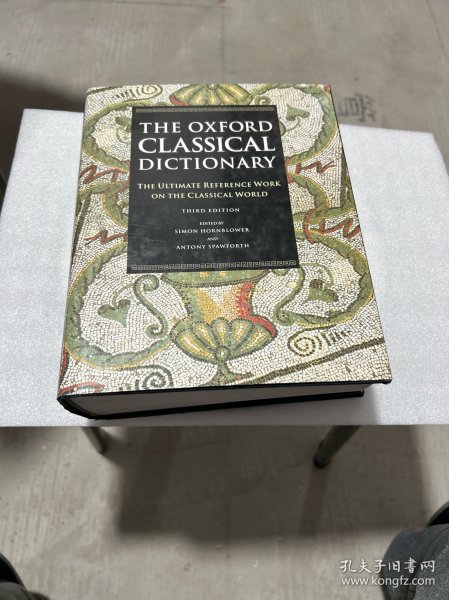 THE OXFORD
CLASSICAL
DICTIONARY
THE ULTIMATE REFERENCE WORK
ON THE CLASSICAL WORLD
THIRD EDITION
EDITED BY
SIMON HORNBLOWER
AND
ANTONY SPAWFORTH
孔夫子旧书网
www.kongfz.com